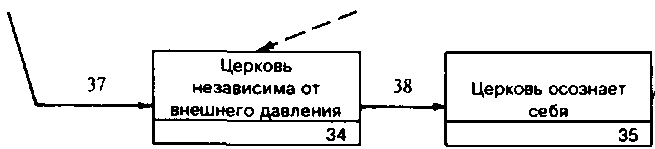 37
Церковь
независима от
внешнего давления
34
38
Церковь осознает
себя
35